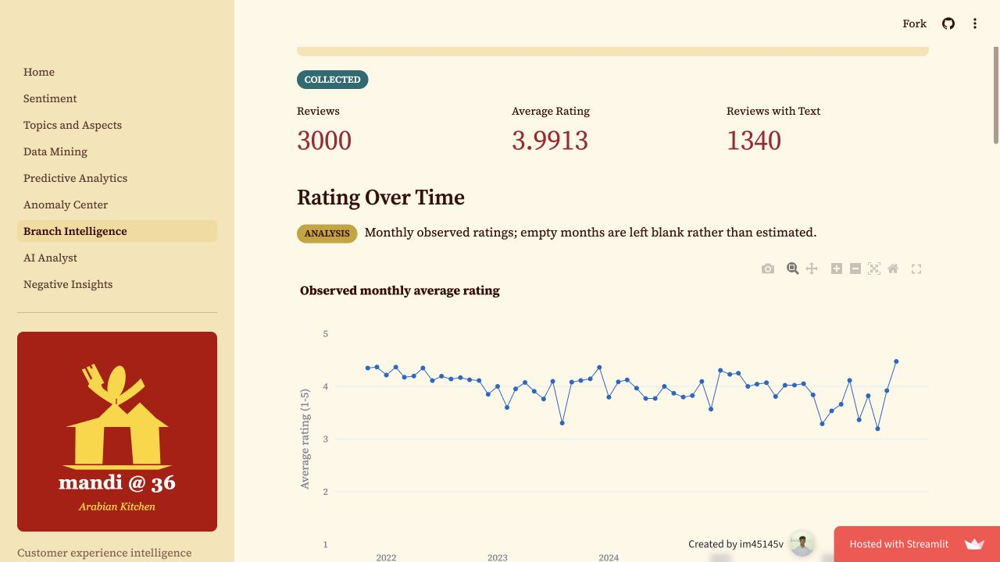 Fork
Home
Sentiment
Topics and Aspects
Data Mining
Predictive Analytics
Anomaly Center
Branch Intelligence
AI Analyst
Negative Insights
mandi @ 36
Arabian Kitchen
Customer experience intelligence
COLLECTED
Reviews
3000
Average Rating
3.9913
Reviews with Text
1340
Rating Over Time
ANALYSIS Monthly observed ratings; empty months are left blank rather than estimated.
Observed monthly average rating
Average rating (1-5)
5
4
3
2
1
2022
2023
2024
Created by im45145v
Hosted with Streamlit